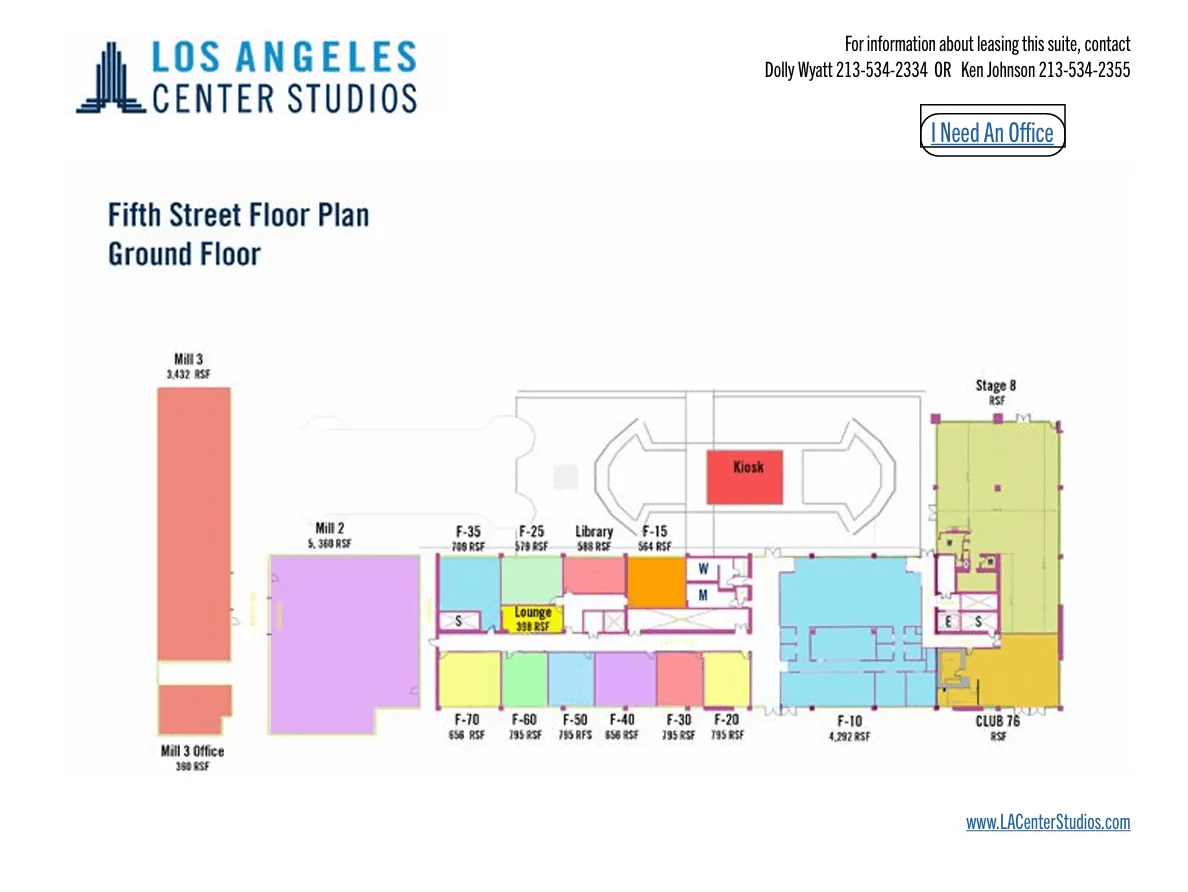 LOS ANGELES
CENTER STUDIOS
For information about leasing this suite, contact
Dolly Wyatt 213-534-2334 OR Ken Johnson 213-534-2355
I Need An Office
Fifth Street Floor Plan
Ground Floor
Mill 3
3,432 RSF
Stage 8
RSF
Kiosk
Mill 2
5, 360 RSF
F-35
709 RSF
F-25
579 RSF
Library
588 RSF
F-15
564 RSF
W
M
W
Lounge
398 RSF
S
E
S
F-70
656 RSF
F-60
795 RSF
F-50
795 RFS
F-40
656 RSF
F-30
795 RSF
F-20
795 RSF
F-10
4,292 RSF
CLUB 76
RSF
Mill 3 Office
360 RSF
www.LACenterStudios.com